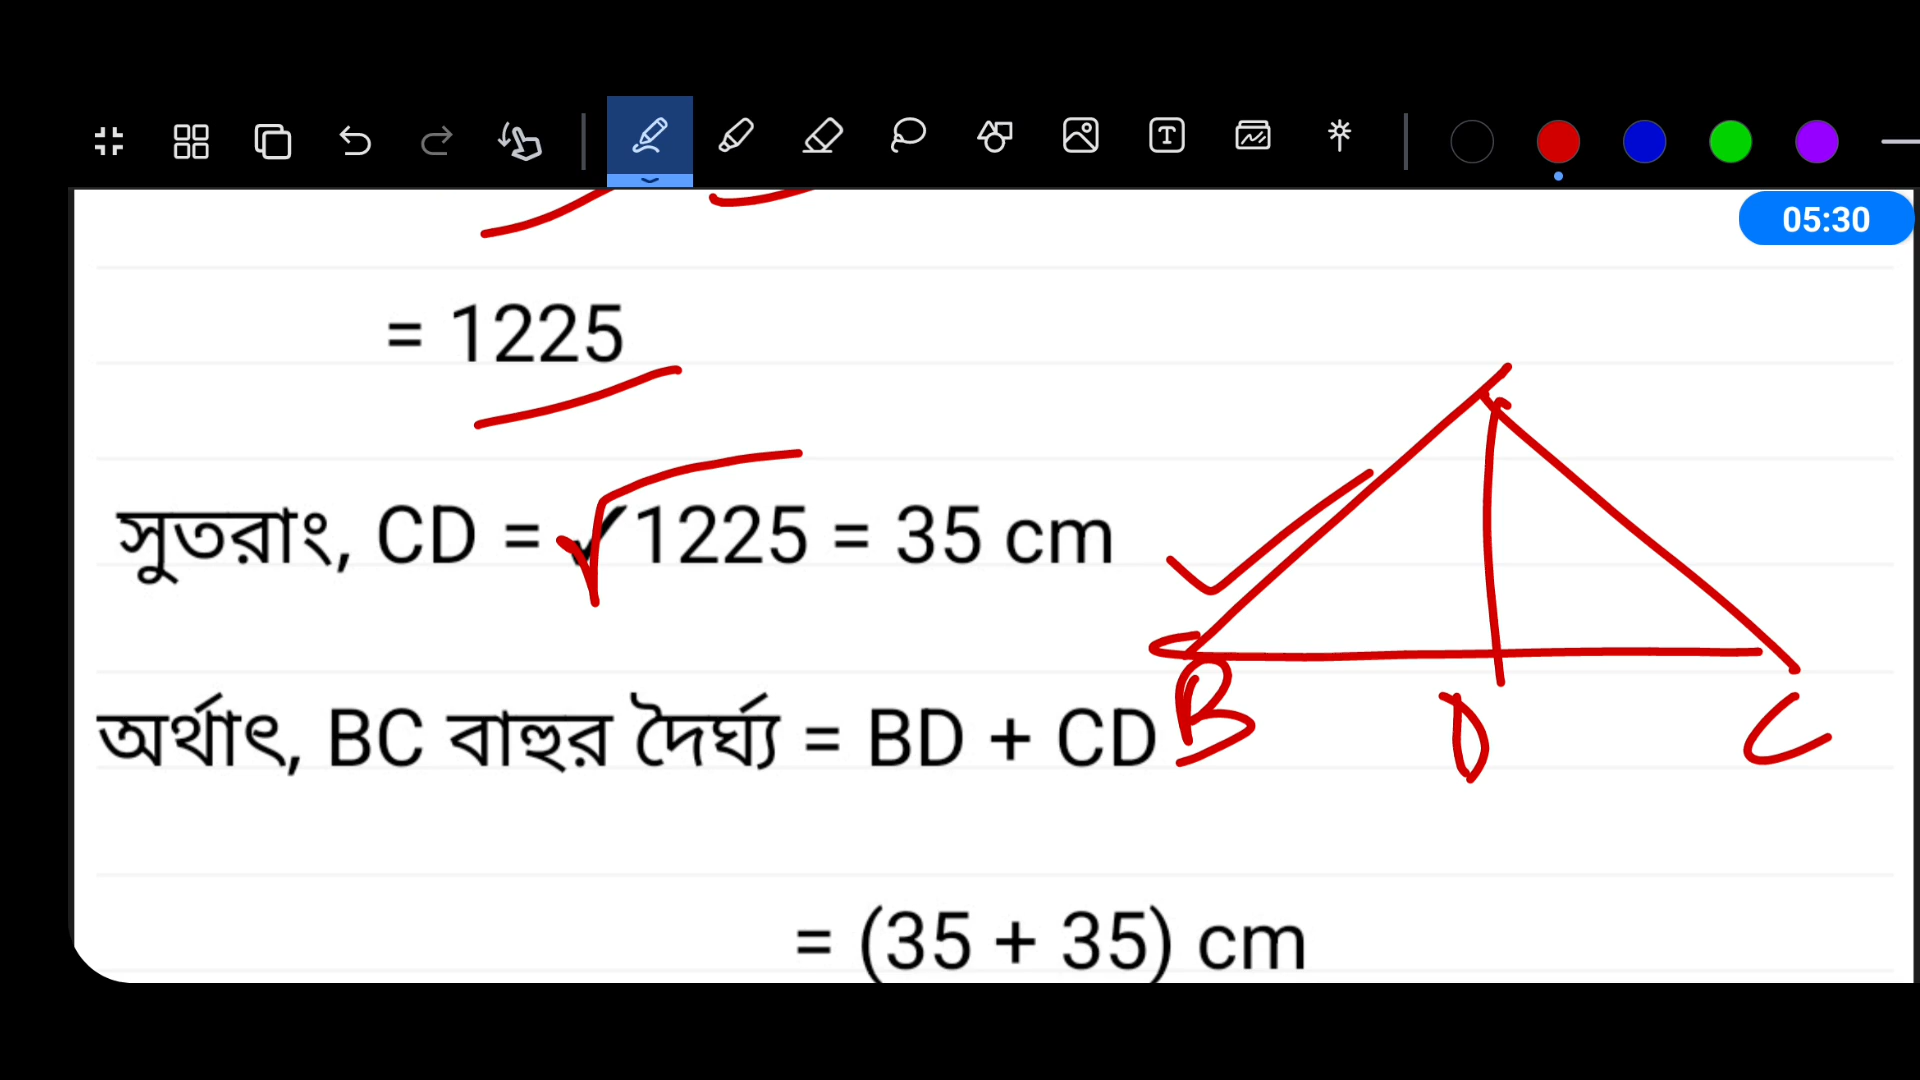 05:30
= 1225
সুতরাং, CD = √1225 = 35 cm
অর্থাৎ, BC বাহুর দৈর্ঘ্য = BD + CD
B D C
= (35 + 35) cm